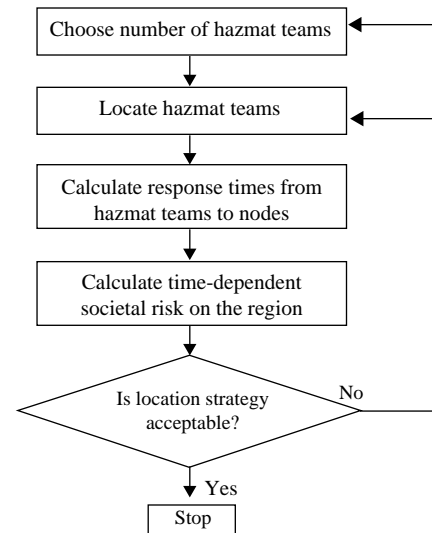 Choose number of hazmat teams
Locate hazmat teams
Calculate response times from
hazmat teams to nodes
Calculate time-dependent
societal risk on the region
Is location strategy
acceptable?
No
Yes
Stop